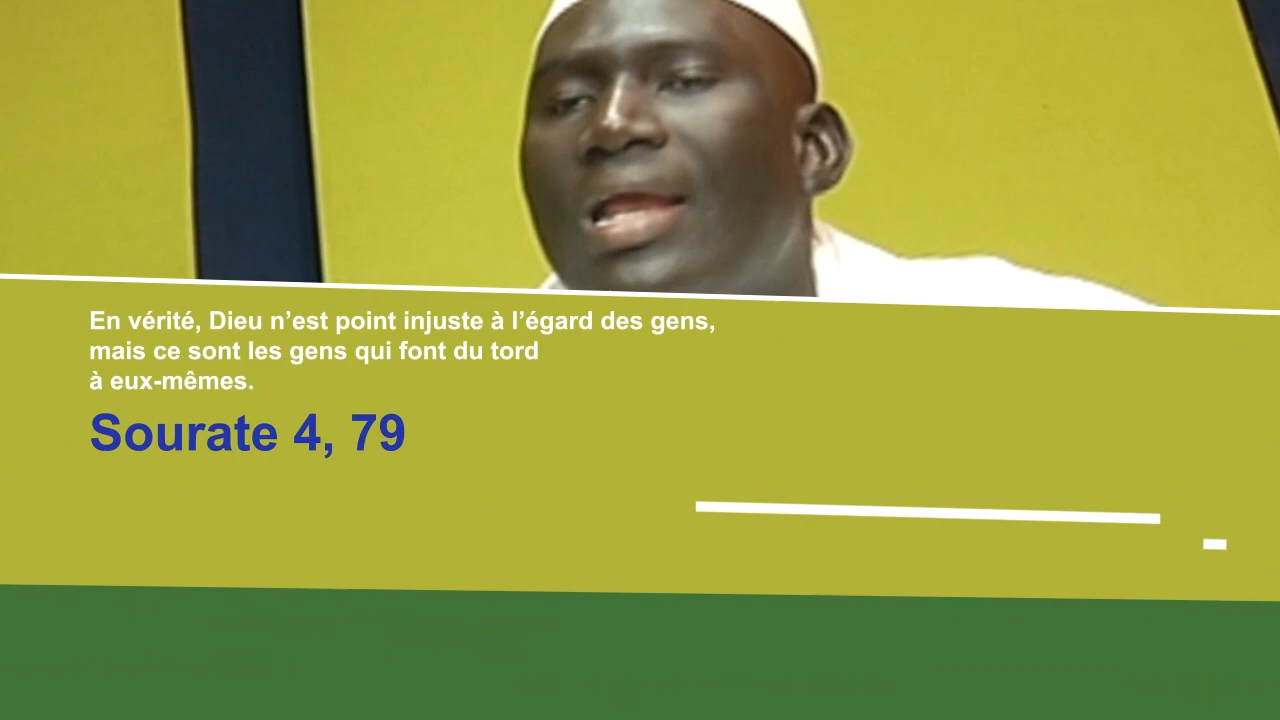 En vérité, Dieu n’est point injuste à l’égard des gens,
mais ce sont les gens qui font du tord
à eux-mêmes.
Sourate 4, 79